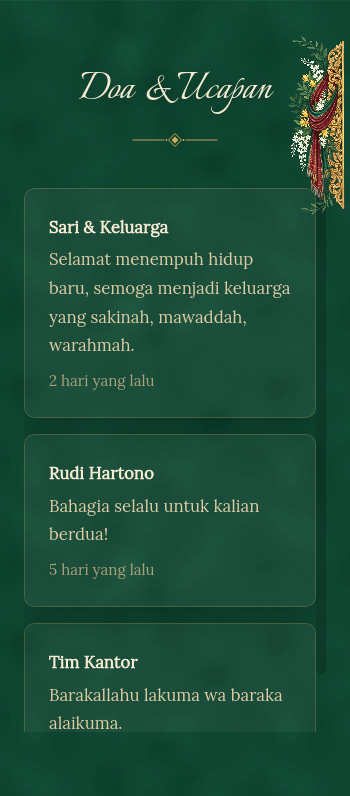 Doa & Ucapan
Sari & Keluarga
Selamat menempuh hidup
baru, semoga menjadi keluarga
yang sakinah, mawaddah,
warahmah.
2 hari yang lalu
Rudi Hartono
Bahagia selalu untuk kalian
berdua!
5 hari yang lalu
Tim Kantor
Barakallahu lakuma wa baraka
alaikuma.